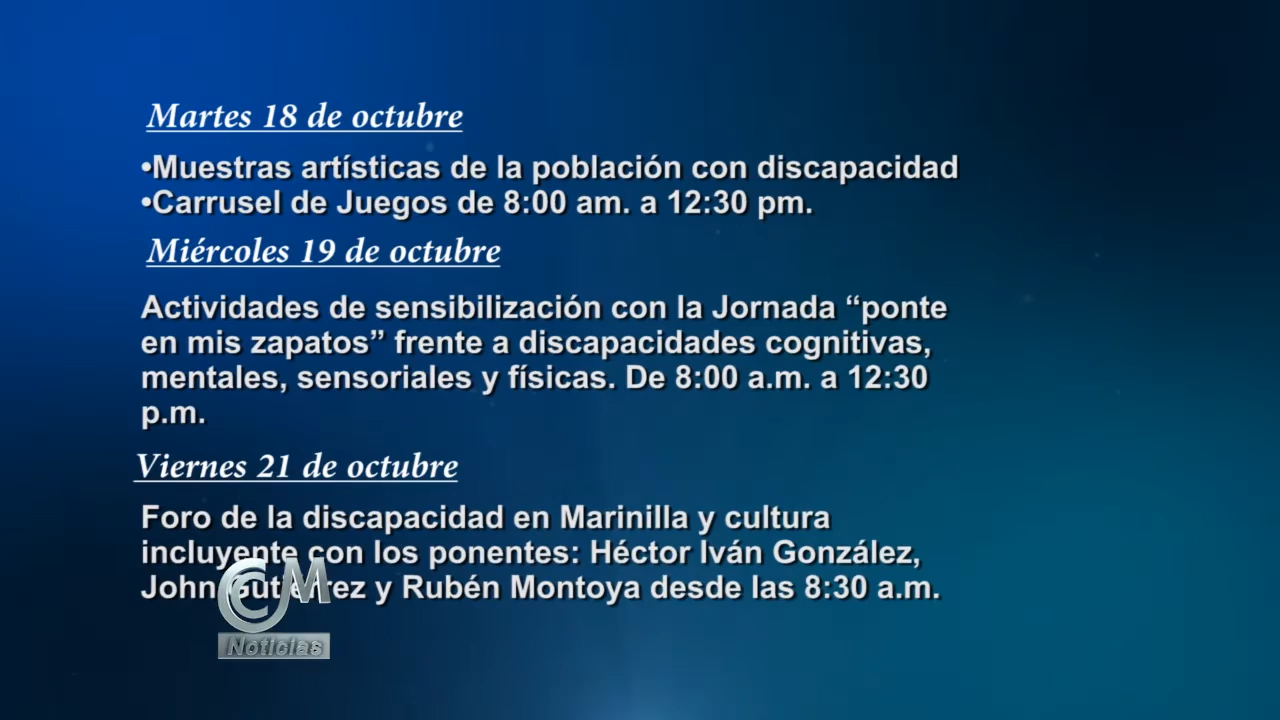 Martes 18 de octubre
•Muestras artísticas de la población con discapacidad
•Carrusel de Juegos de 8:00 am. a 12:30 pm.
Miércoles 19 de octubre
Actividades de sensibilización con la Jornada “ponte
en mis zapatos” frente a discapacidades cognitivas,
mentales, sensoriales y físicas. De 8:00 a.m. a 12:30
p.m.
Viernes 21 de octubre
Foro de la discapacidad en Marinilla y cultura
incluyente con los ponentes: Héctor Iván González,
John Gutiérrez y Rubén Montoya desde las 8:30 a.m.
CCM
Noticias